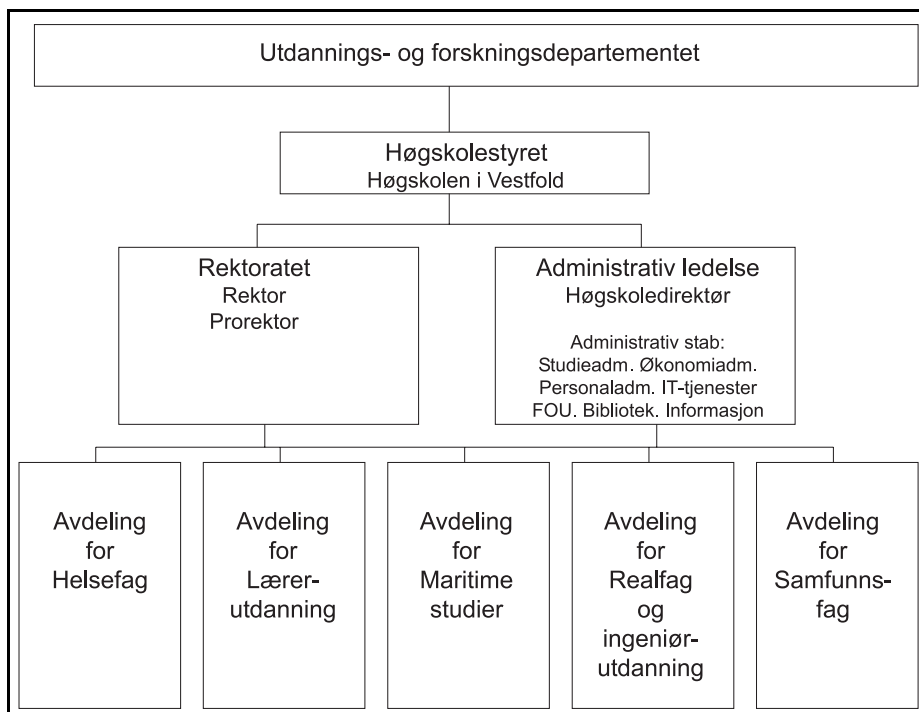 Utdannings- og forskningsdepartementet
Høgskolestyret
Høgskolen i Vestfold
Rektoratet
Rektor
Prorektor
Administrativ ledelse
Høgskoledirektør
Administrativ stab:
Studieadm. Økonomiadm.
Personaladm. IT-tjenester
FOU. Bibliotek. Informasjon
Avdeling
for
Helsefag
Avdeling
for
Lærer-
utdanning
Avdeling
for
Maritime
studier
Avdeling
for
Realfag
og
ingeniør-
utdanning
Avdeling
for
Samfunns-
fag